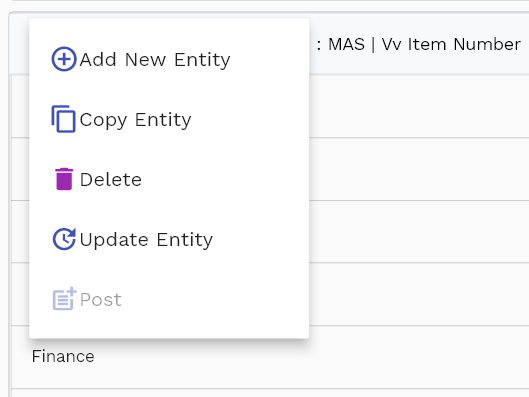 : MAS | Vv Item Number
Add New Entity
Copy Entity
Delete
Update Entity
Post
Finance